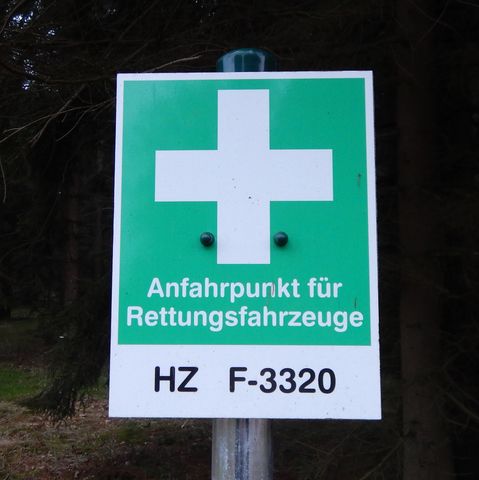 Anfahrpunkt für
Rettungsfahrzeuge
HZ F-3320